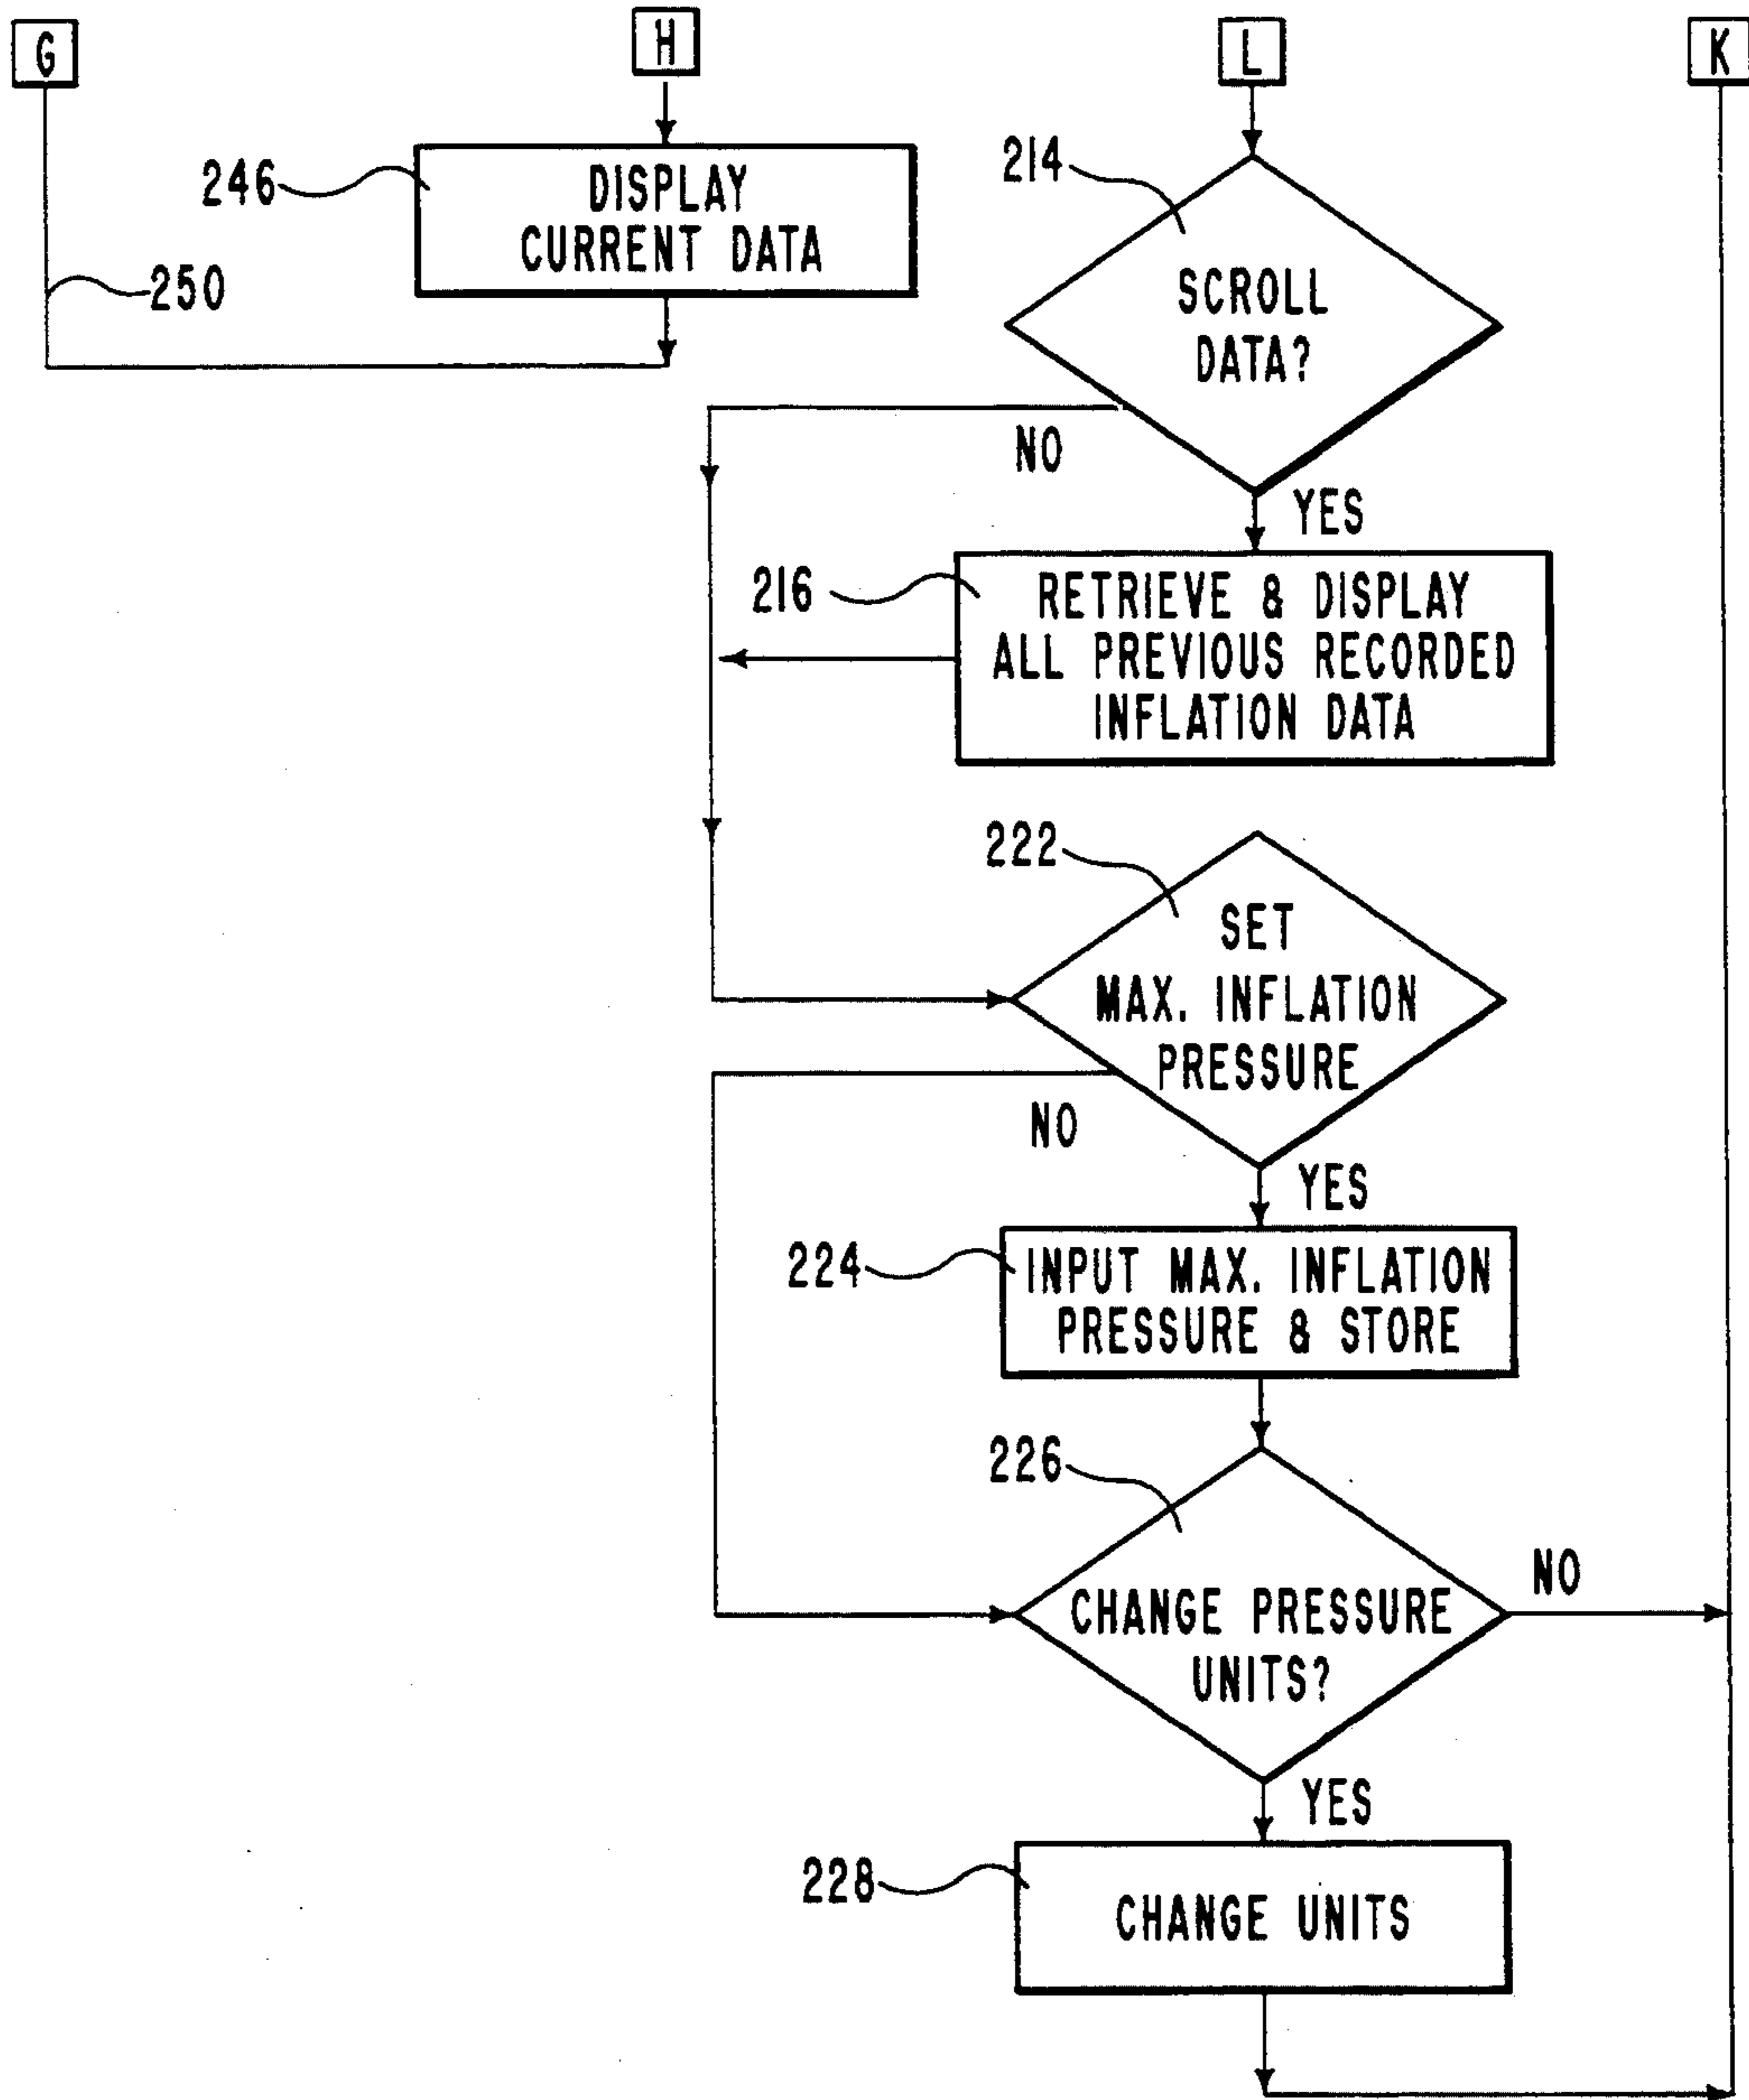 G
H
L
K
246
DISPLAY
CURRENT DATA
250
214
SCROLL
DATA?
NO
YES
216
RETRIEVE & DISPLAY
ALL PREVIOUS RECORDED
INFLATION DATA
222
SET
MAX. INFLATION
PRESSURE
NO
YES
224
INPUT MAX. INFLATION
PRESSURE & STORE
226
CHANGE PRESSURE
UNITS?
NO
YES
228
CHANGE UNITS